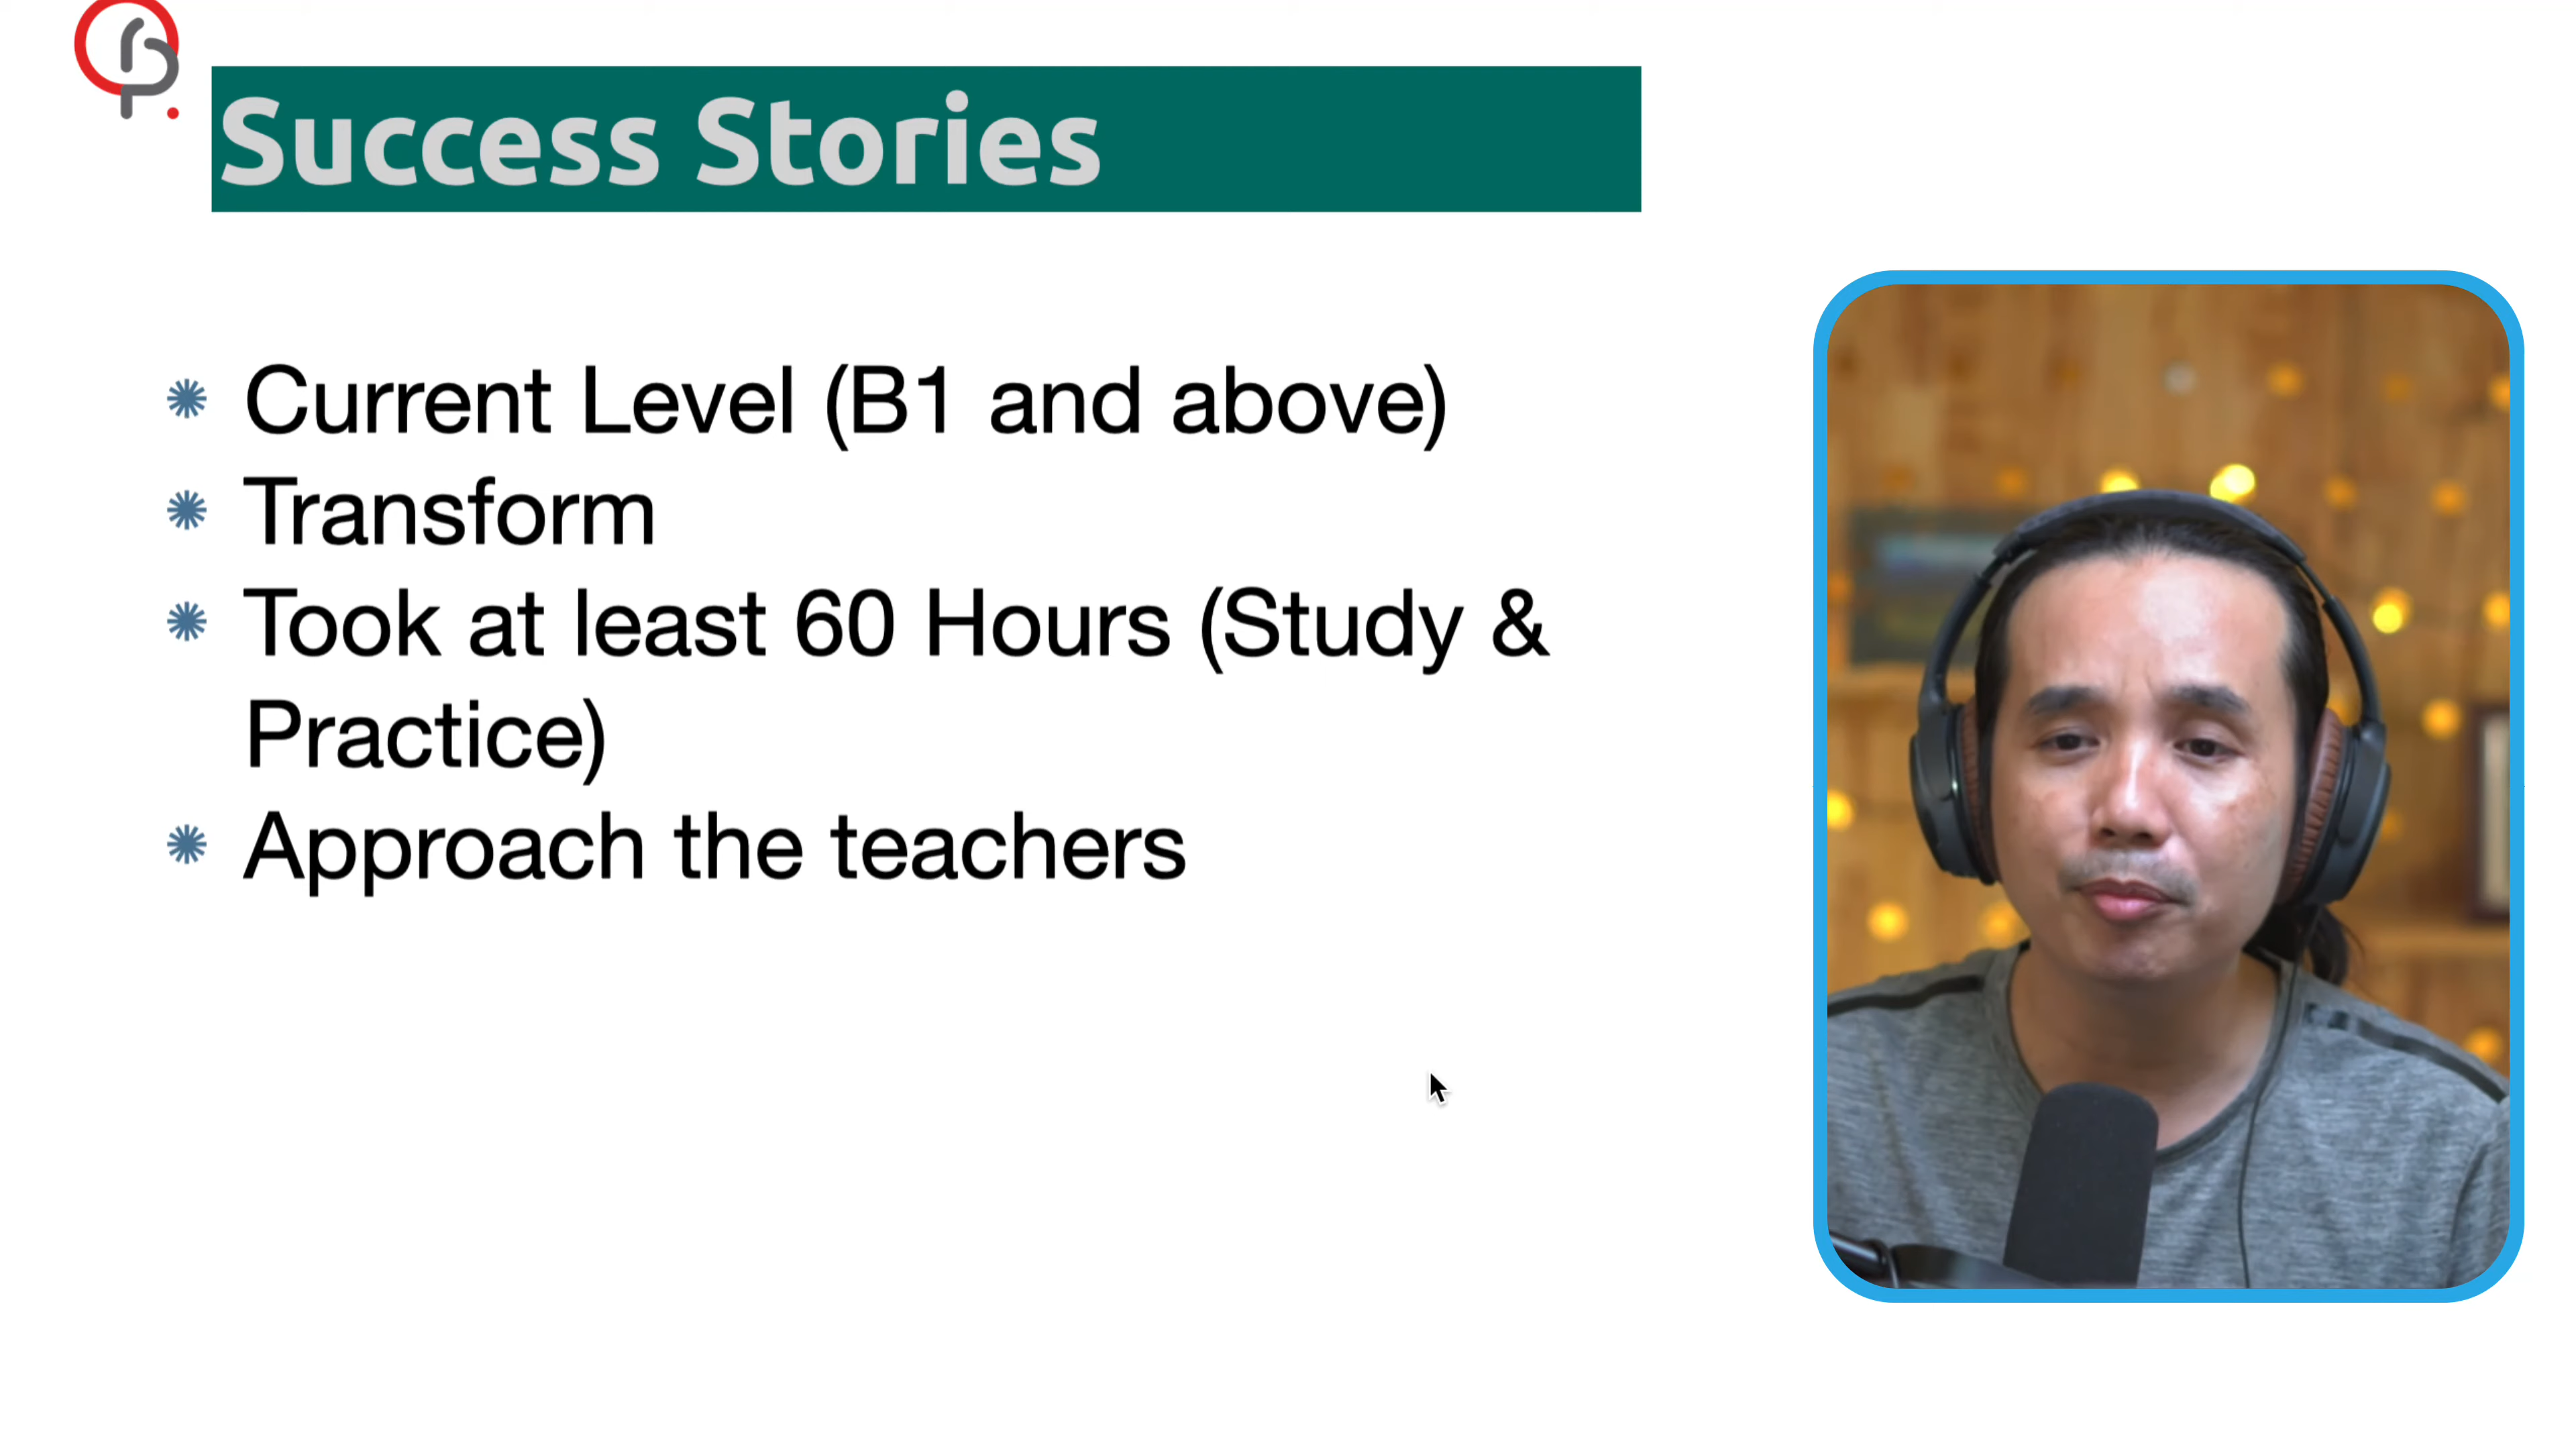 Success Stories
Current Level (B1 and above)
Transform
Took at least 60 Hours (Study &
Practice)
Approach the teachers